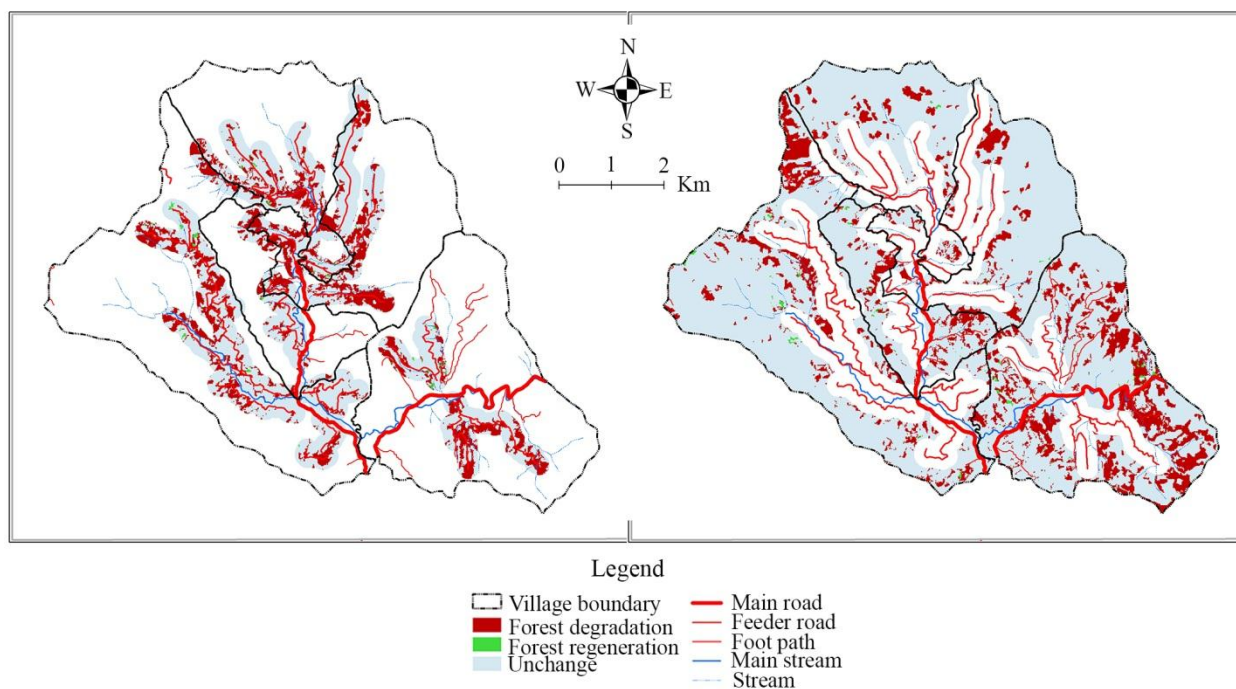 N
W E
S
0 1 2
Km
Legend
Village boundary
Forest degradation
Forest regeneration
Unchange
Main road
Feeder road
Foot path
Main stream
Stream